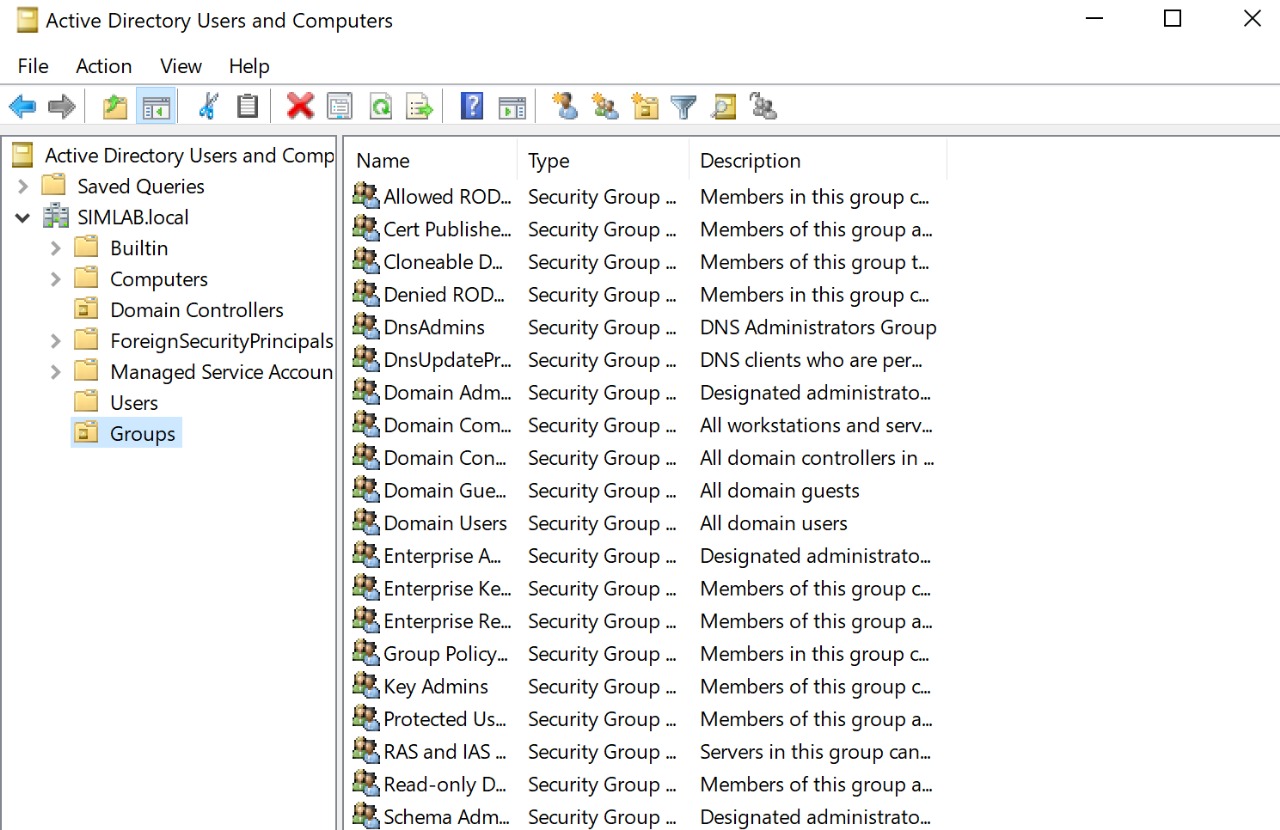 Active Directory Users and Computers
File Action View Help
Active Directory Users and Comp
Saved Queries
SIMLAB.local
Builtin
Computers
Domain Controllers
ForeignSecurityPrincipals
Managed Service Accoun
Users
Groups
Name Type Description
Allowed ROD... Security Group ... Members in this group c...
Cert Publishe... Security Group ... Members of this group a...
Cloneable D... Security Group ... Members of this group t...
Denied ROD... Security Group ... Members in this group c...
DnsAdmins Security Group ... DNS Administrators Group
DnsUpdatePr... Security Group ... DNS clients who are per...
Domain Adm... Security Group ... Designated administrato...
Domain Com... Security Group ... All workstations and serv...
Domain Con... Security Group ... All domain controllers in ...
Domain Gue... Security Group ... All domain guests
Domain Users Security Group ... All domain users
Enterprise A... Security Group ... Designated administrato...
Enterprise Ke... Security Group ... Members of this group c...
Enterprise Re... Security Group ... Members of this group a...
Group Policy... Security Group ... Members in this group c...
Key Admins Security Group ... Members of this group c...
Protected Us... Security Group ... Members of this group a...
RAS and IAS ... Security Group ... Servers in this group can...
Read-only D... Security Group ... Members of this group a...
Schema Adm... Security Group ... Designated administrato...